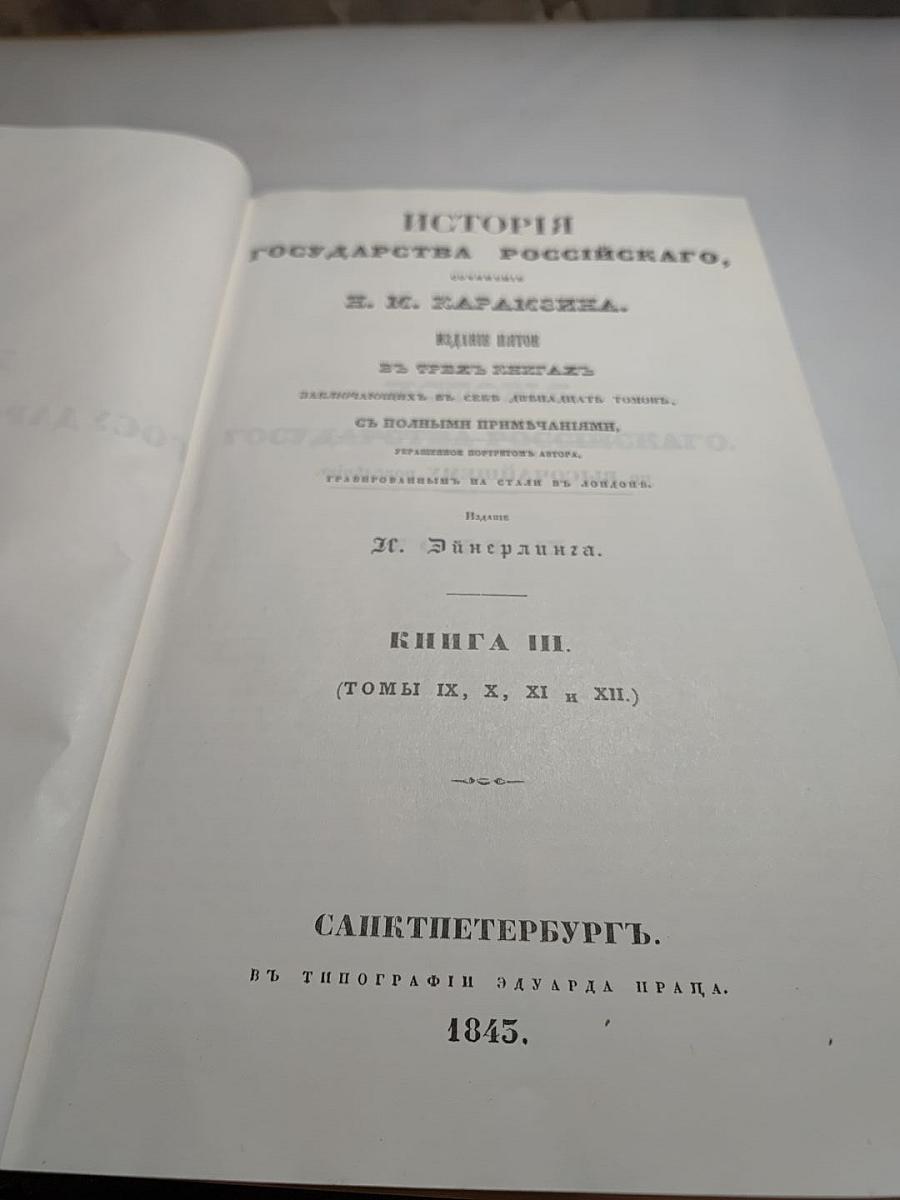 ИСТОРІЯ
ГОСУДАРСТВА РОССІЙСКАГО,
СОЧИНЕНІЕ
Н. М. КАРАМЗИНА.
ИЗДАНІЕ ПЯТОЕ
ВЪ ТРЕХЪ КНИГАХЪ
ЗАКЛЮЧАЮЩИХЪ ВЪ СЕБѢ ДВѢНАДЦАТЬ ТОМОВЪ,
СЪ ПОЛНЫМИ ПРИМѢЧАНІЯМИ,
УКРАШЕННОЕ ПОРТРЕТОМЪ АВТОРА,
ГРАВИРОВАННЫМЪ НА СТАЛИ ВЪ ЛОНДОНѢ.
ИЗДАНІЕ
И. Эйнерлинга.
КНИГА III.
(ТОМЫ IX, X, XI и XII.)
САНКТПЕТЕРБУРГЪ.
ВЪ ТИПОГРАФІИ ЭДУАРДА ПРАЦА.
1843.